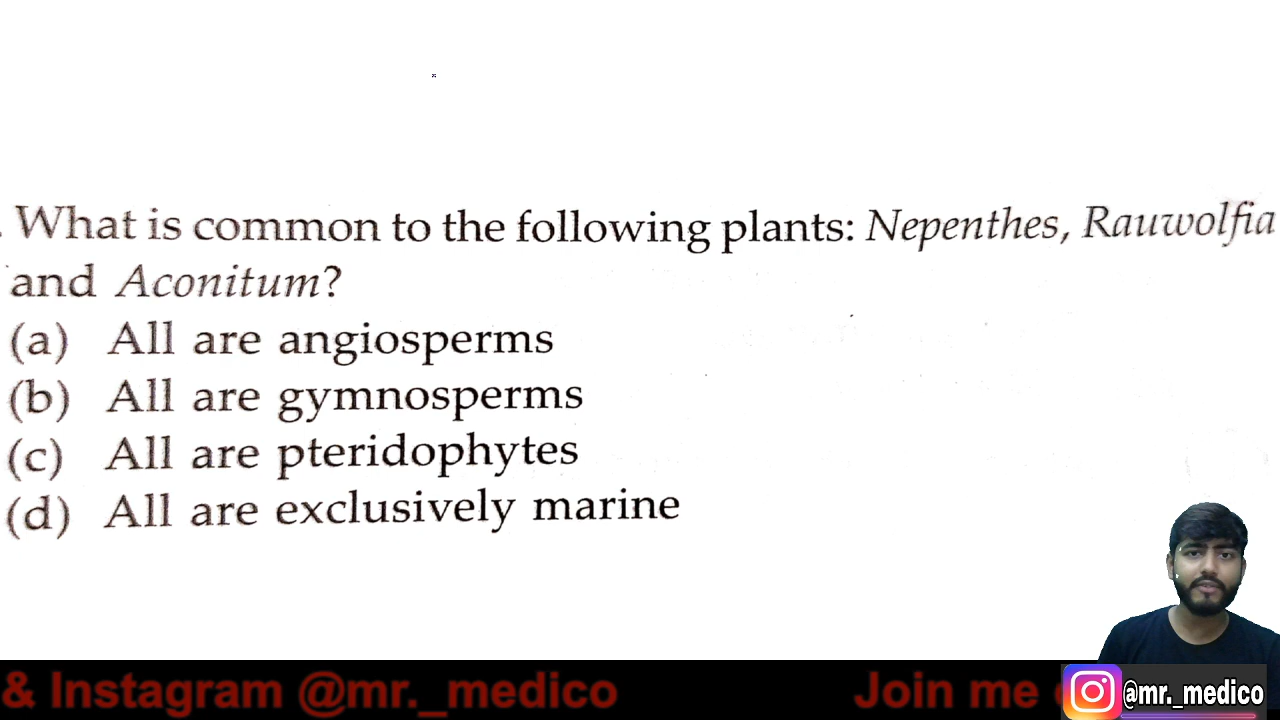 . What is common to the following plants: Nepenthes, Rauwolfia
and Aconitum?
(a) All are angiosperms
(b) All are gymnosperms
(c) All are pteridophytes
(d) All are exclusively marine
& Instagram @mr._medico Join me
@mr._medico